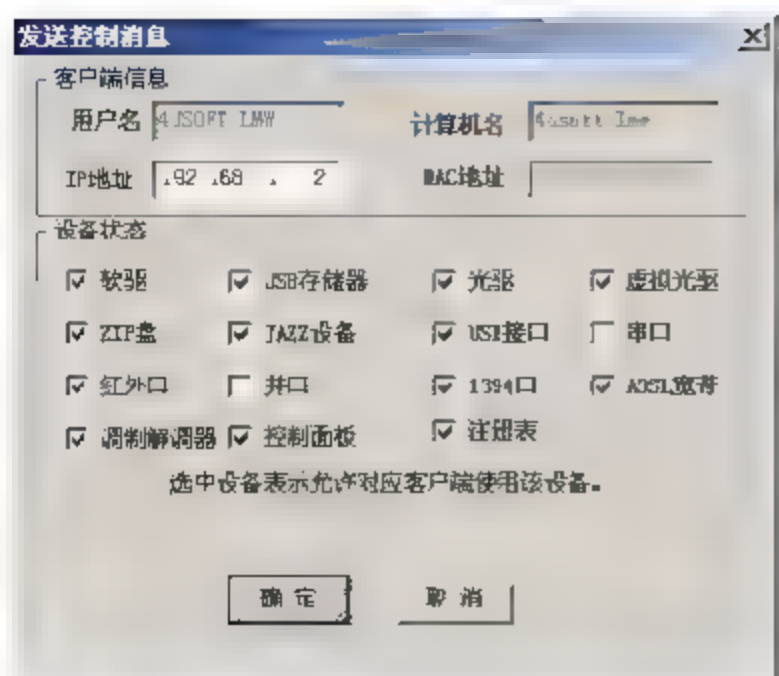 发送控制消息
客户端信息
用户名 4JSOFT LMW 计算机名
IP地址 .92 .68 . 2 MAC地址
设备状态
软驱 USB存储器 光驱 虚拟光驱
ZIP盘 JAZZ设备 USB接口 串口
红外口 并口 1394口 ADSL宽带
调制解调器 控制面板 注册表
选中设备表示允许对应客户端使用该设备。
确定 取消